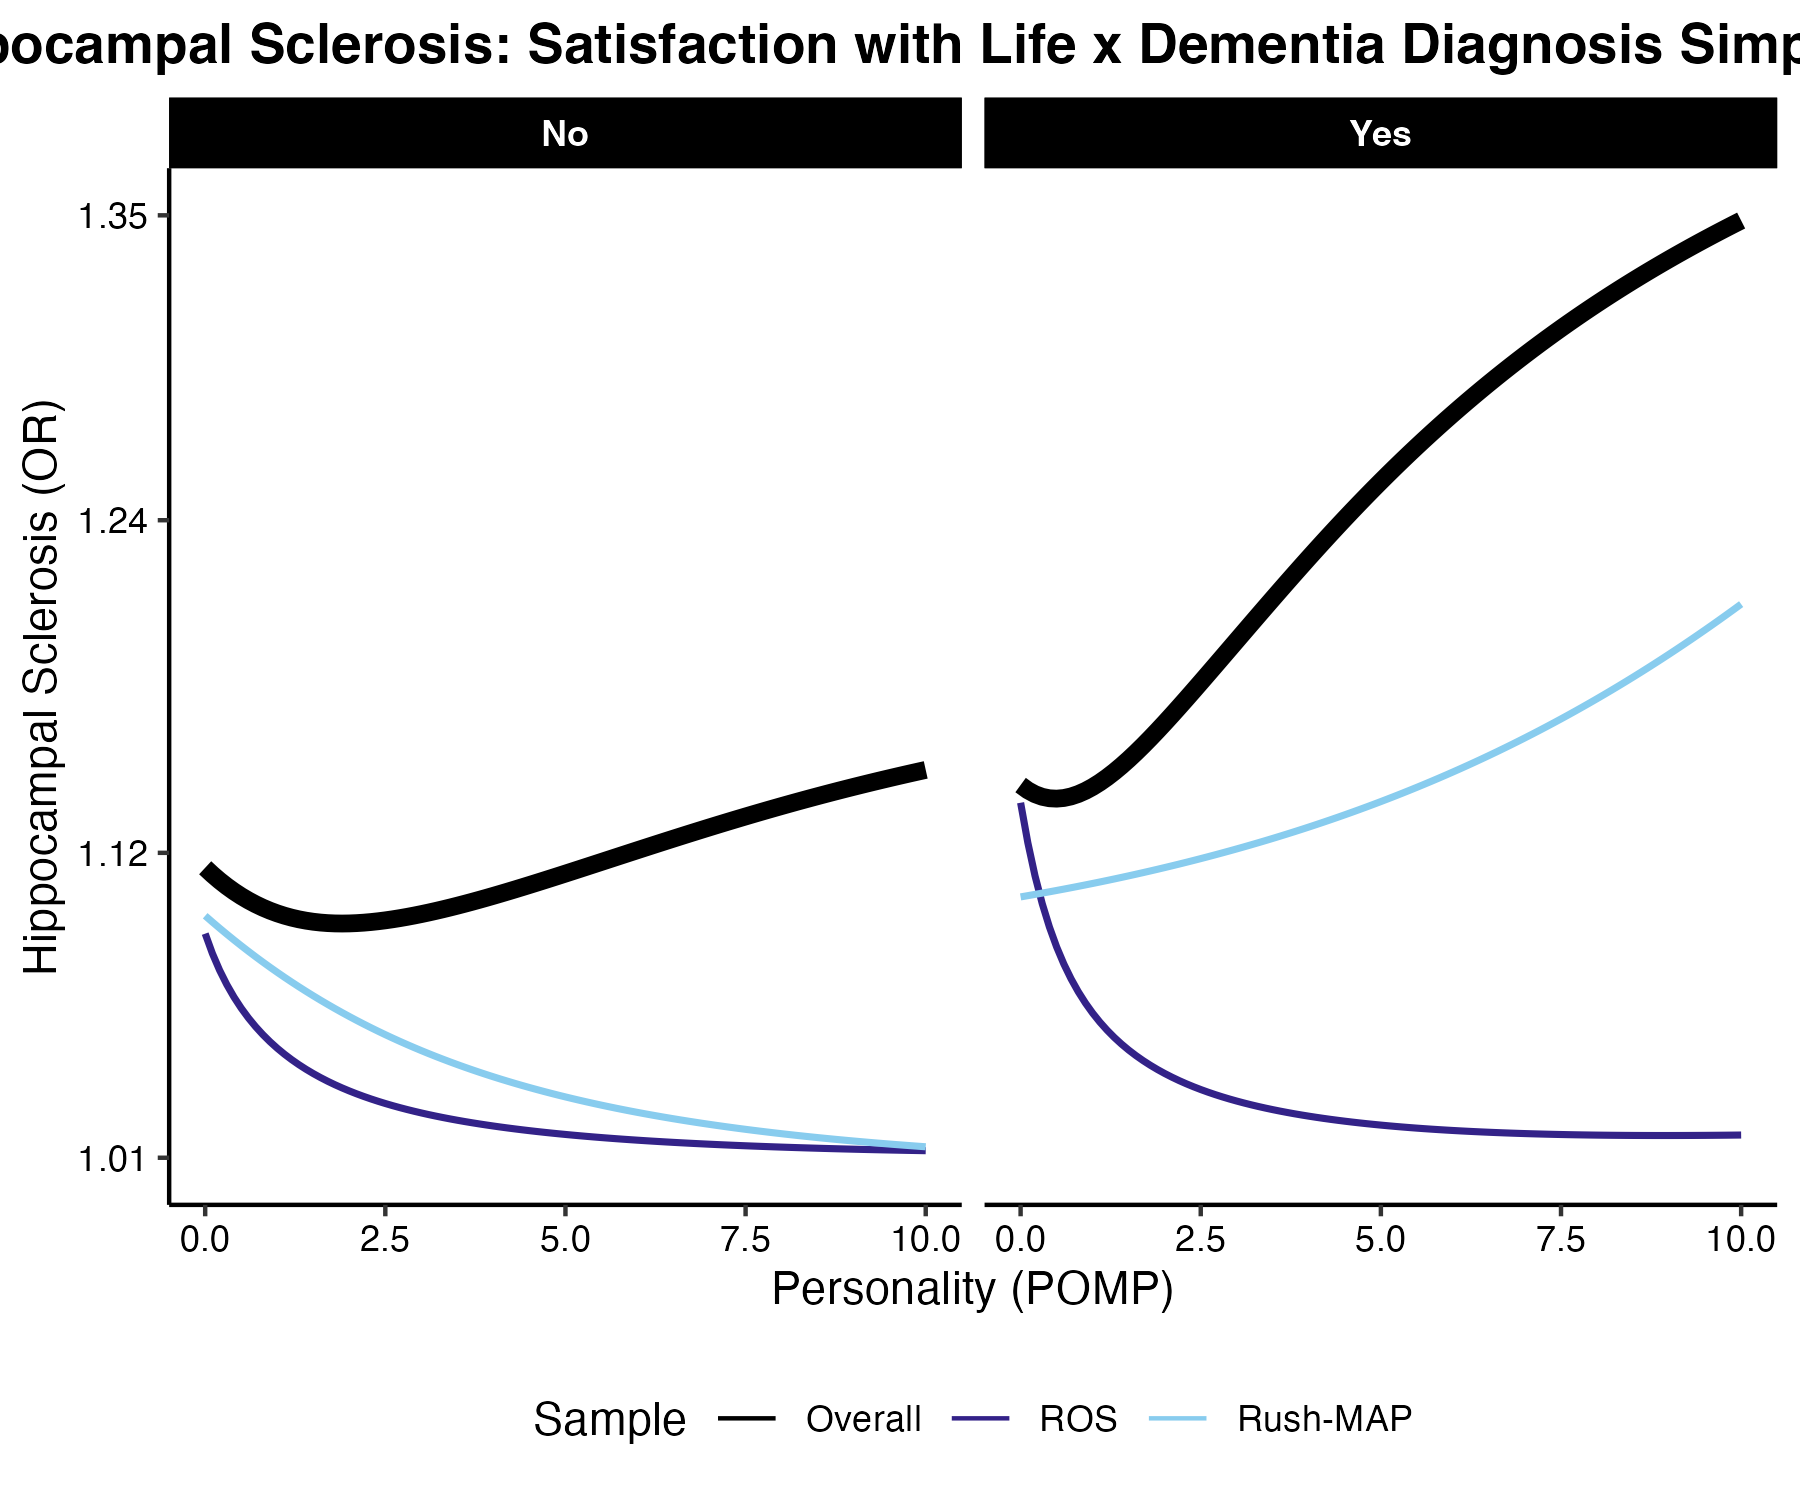 pocampal Sclerosis: Satisfaction with Life x Dementia Diagnosis Simp
No
Yes
Hippocampal Sclerosis (OR)
1.35
1.24
1.12
1.01
0.0 2.5 5.0 7.5 10.0 0.0 2.5 5.0 7.5 10.0
Personality (POMP)
Sample Overall ROS Rush-MAP